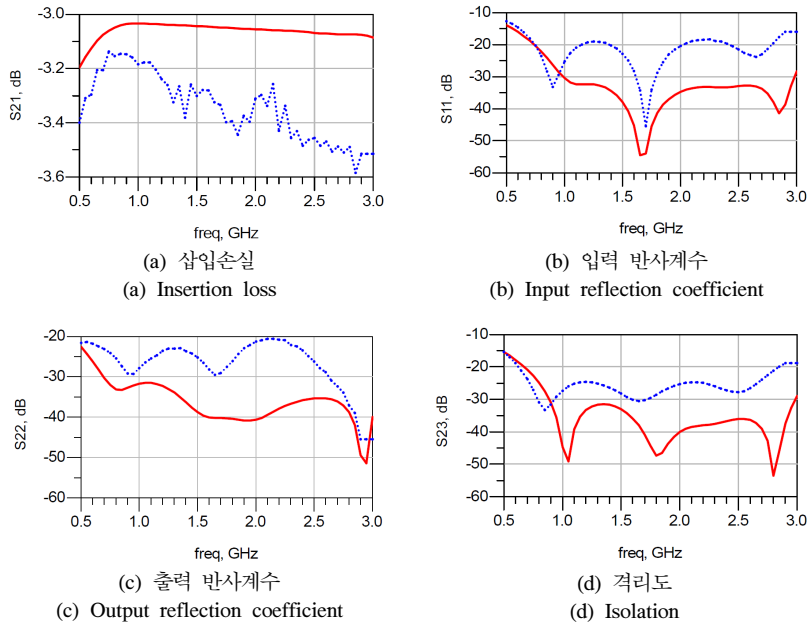 S21, dB
-3.0
-3.2
-3.4
-3.6
0.5 1.0 1.5 2.0 2.5 3.0
freq, GHz
(a) 삽입손실
(a) Insertion loss
S11, dB
-10
-20
-30
-40
-50
-60
0.5 1.0 1.5 2.0 2.5 3.0
freq, GHz
(b) 입력 반사계수
(b) Input reflection coefficient
S22, dB
-20
-30
-40
-50
-60
0.5 1.0 1.5 2.0 2.5 3.0
freq, GHz
(c) 출력 반사계수
(c) Output reflection coefficient
S23, dB
-10
-20
-30
-40
-50
-60
0.5 1.0 1.5 2.0 2.5 3.0
freq, GHz
(d) 격리도
(d) Isolation